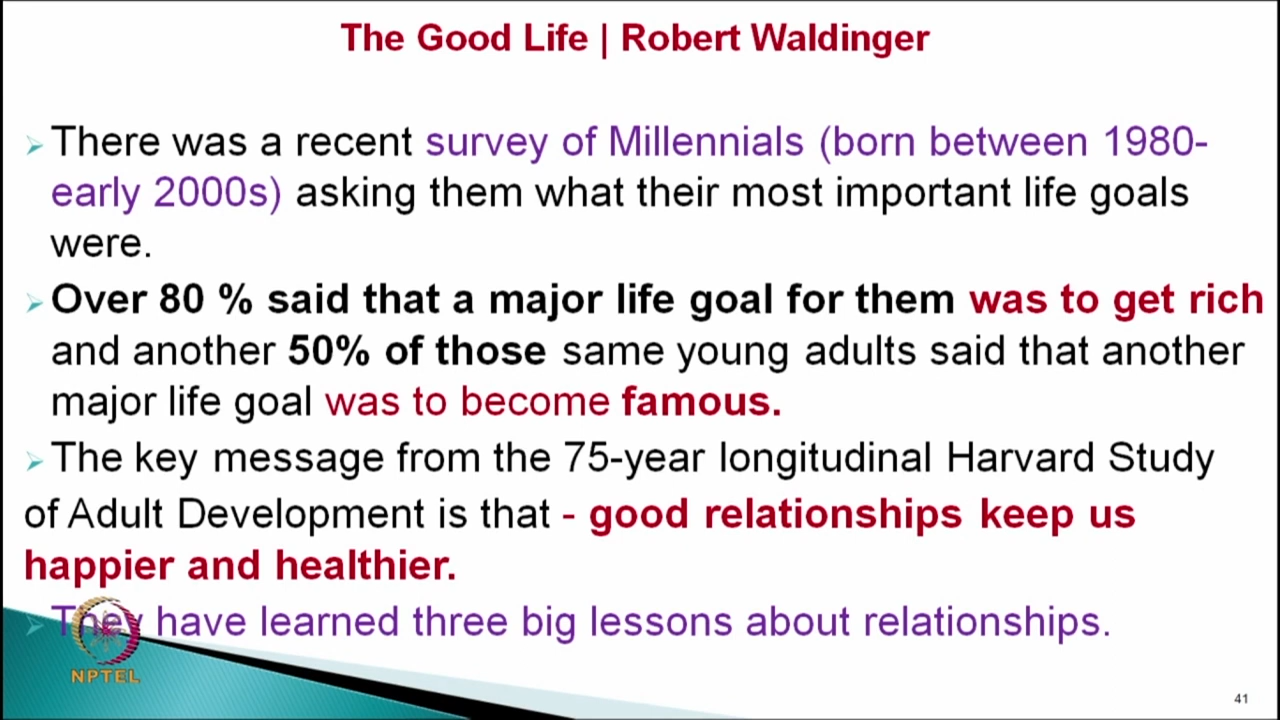 The Good Life | Robert Waldinger
There was a recent survey of Millennials (born between 1980-
early 2000s) asking them what their most important life goals
were.
Over 80 % said that a major life goal for them was to get rich
and another 50% of those same young adults said that another
major life goal was to become famous.
The key message from the 75-year longitudinal Harvard Study
of Adult Development is that - good relationships keep us
happier and healthier.
They have learned three big lessons about relationships.
NPTEL
41